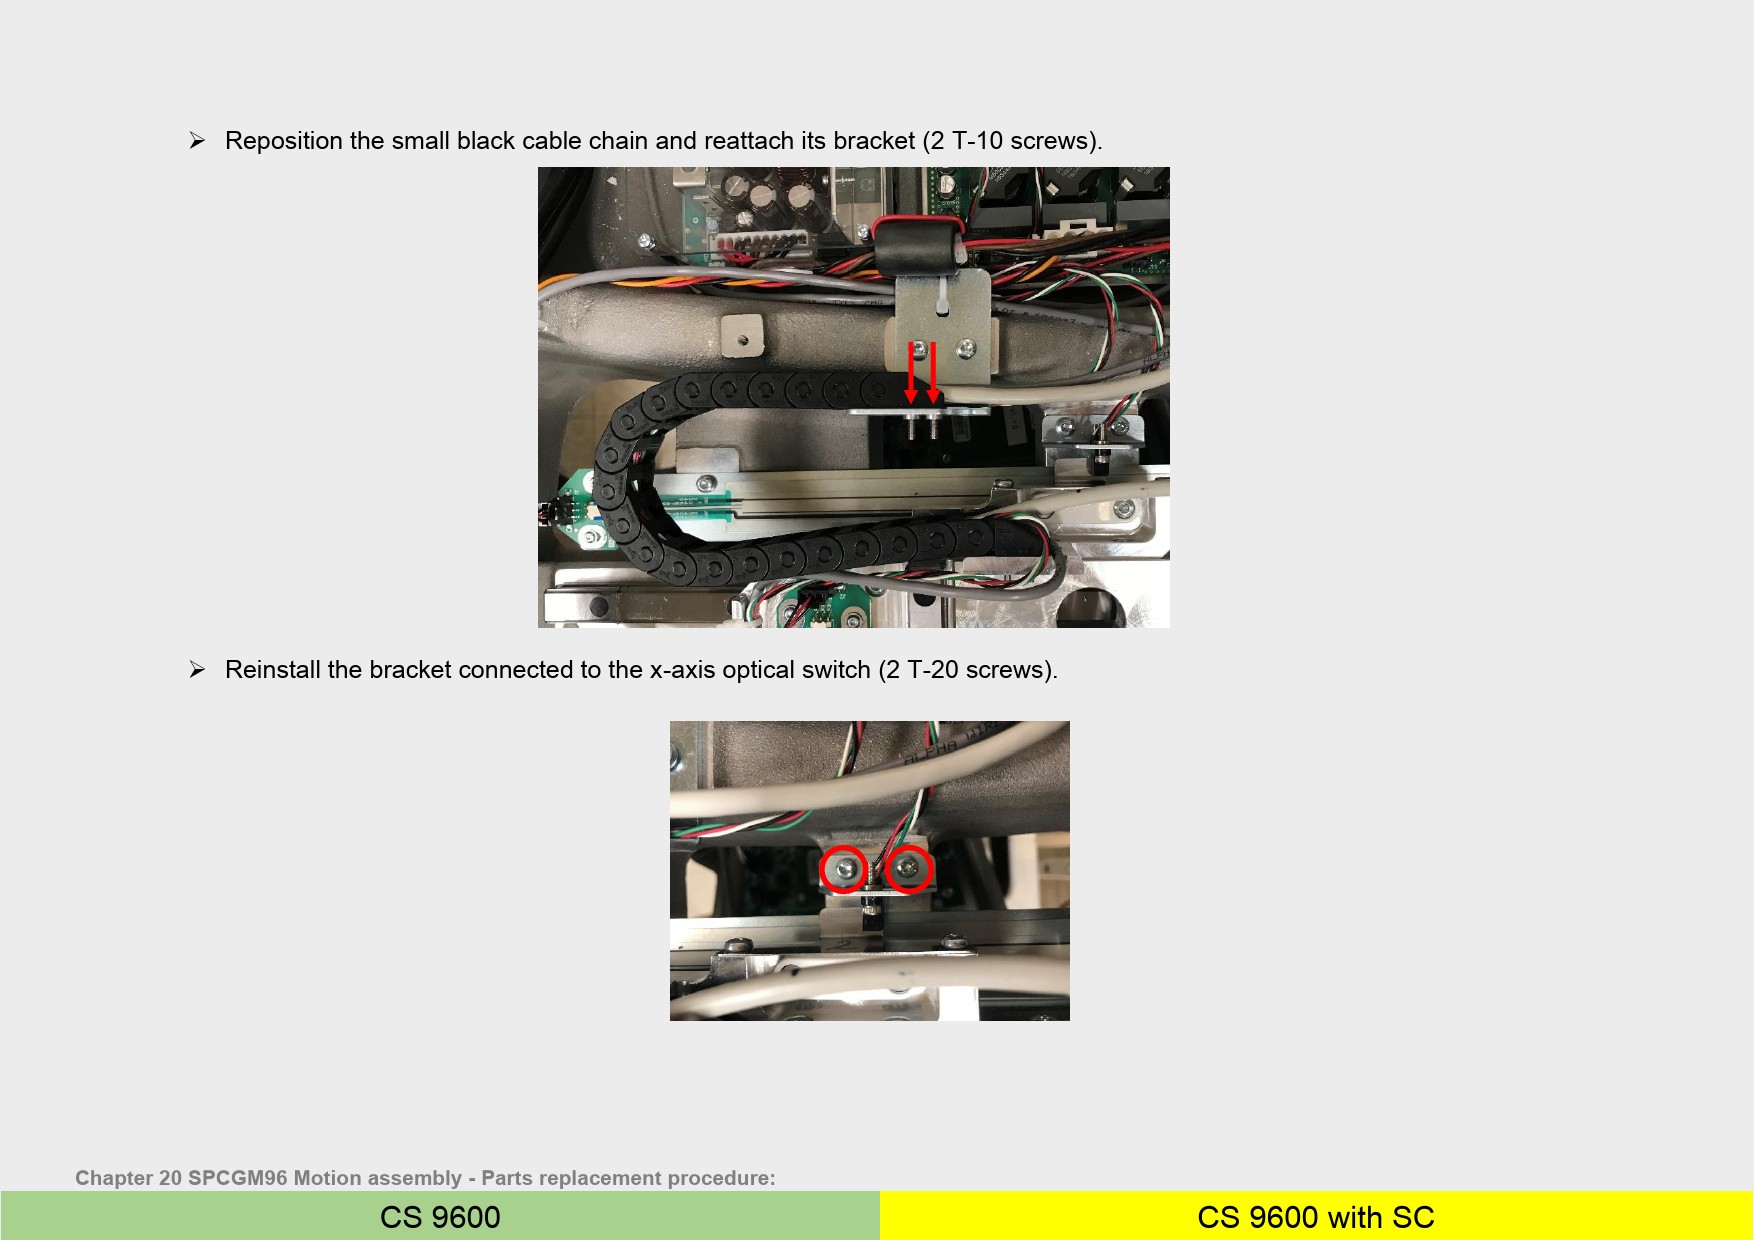 Reposition the small black cable chain and reattach its bracket (2 T-10 screws).
Reinstall the bracket connected to the x-axis optical switch (2 T-20 screws).
ALPHA WIRE
Chapter 20 SPCGM96 Motion assembly - Parts replacement procedure:
CS 9600
CS 9600 with SC